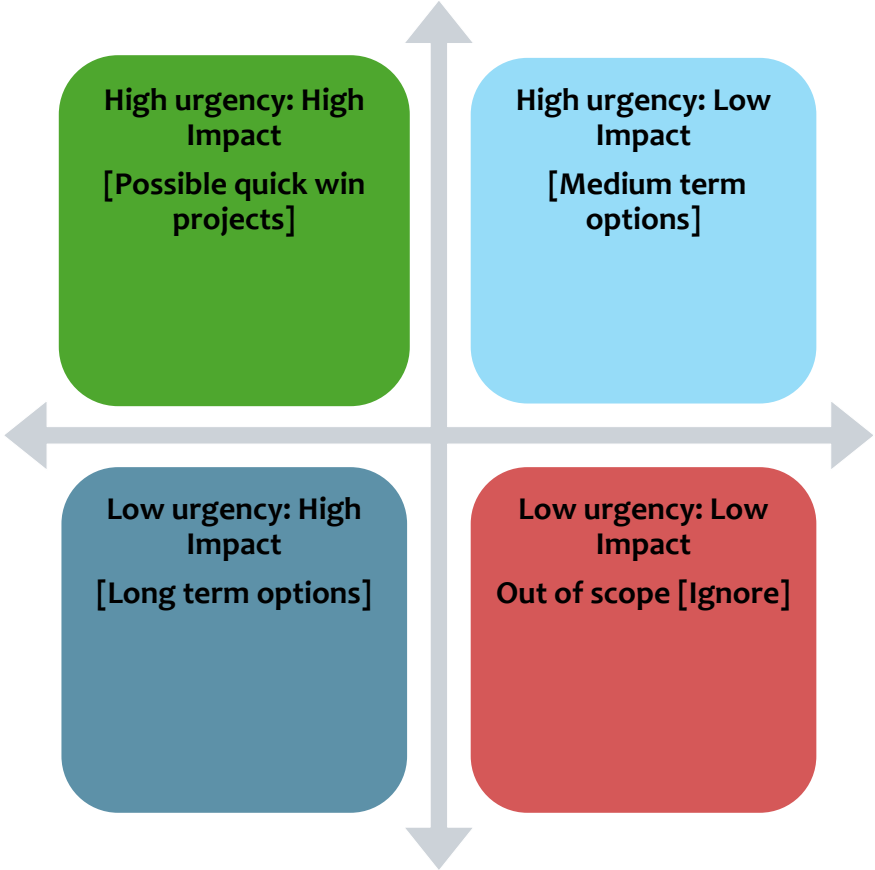 High urgency: High
Impact
[Possible quick win
projects]
High urgency: Low
Impact
[Medium term
options]
Low urgency: High
Impact
[Long term options]
Low urgency: Low
Impact
Out of scope [Ignore]